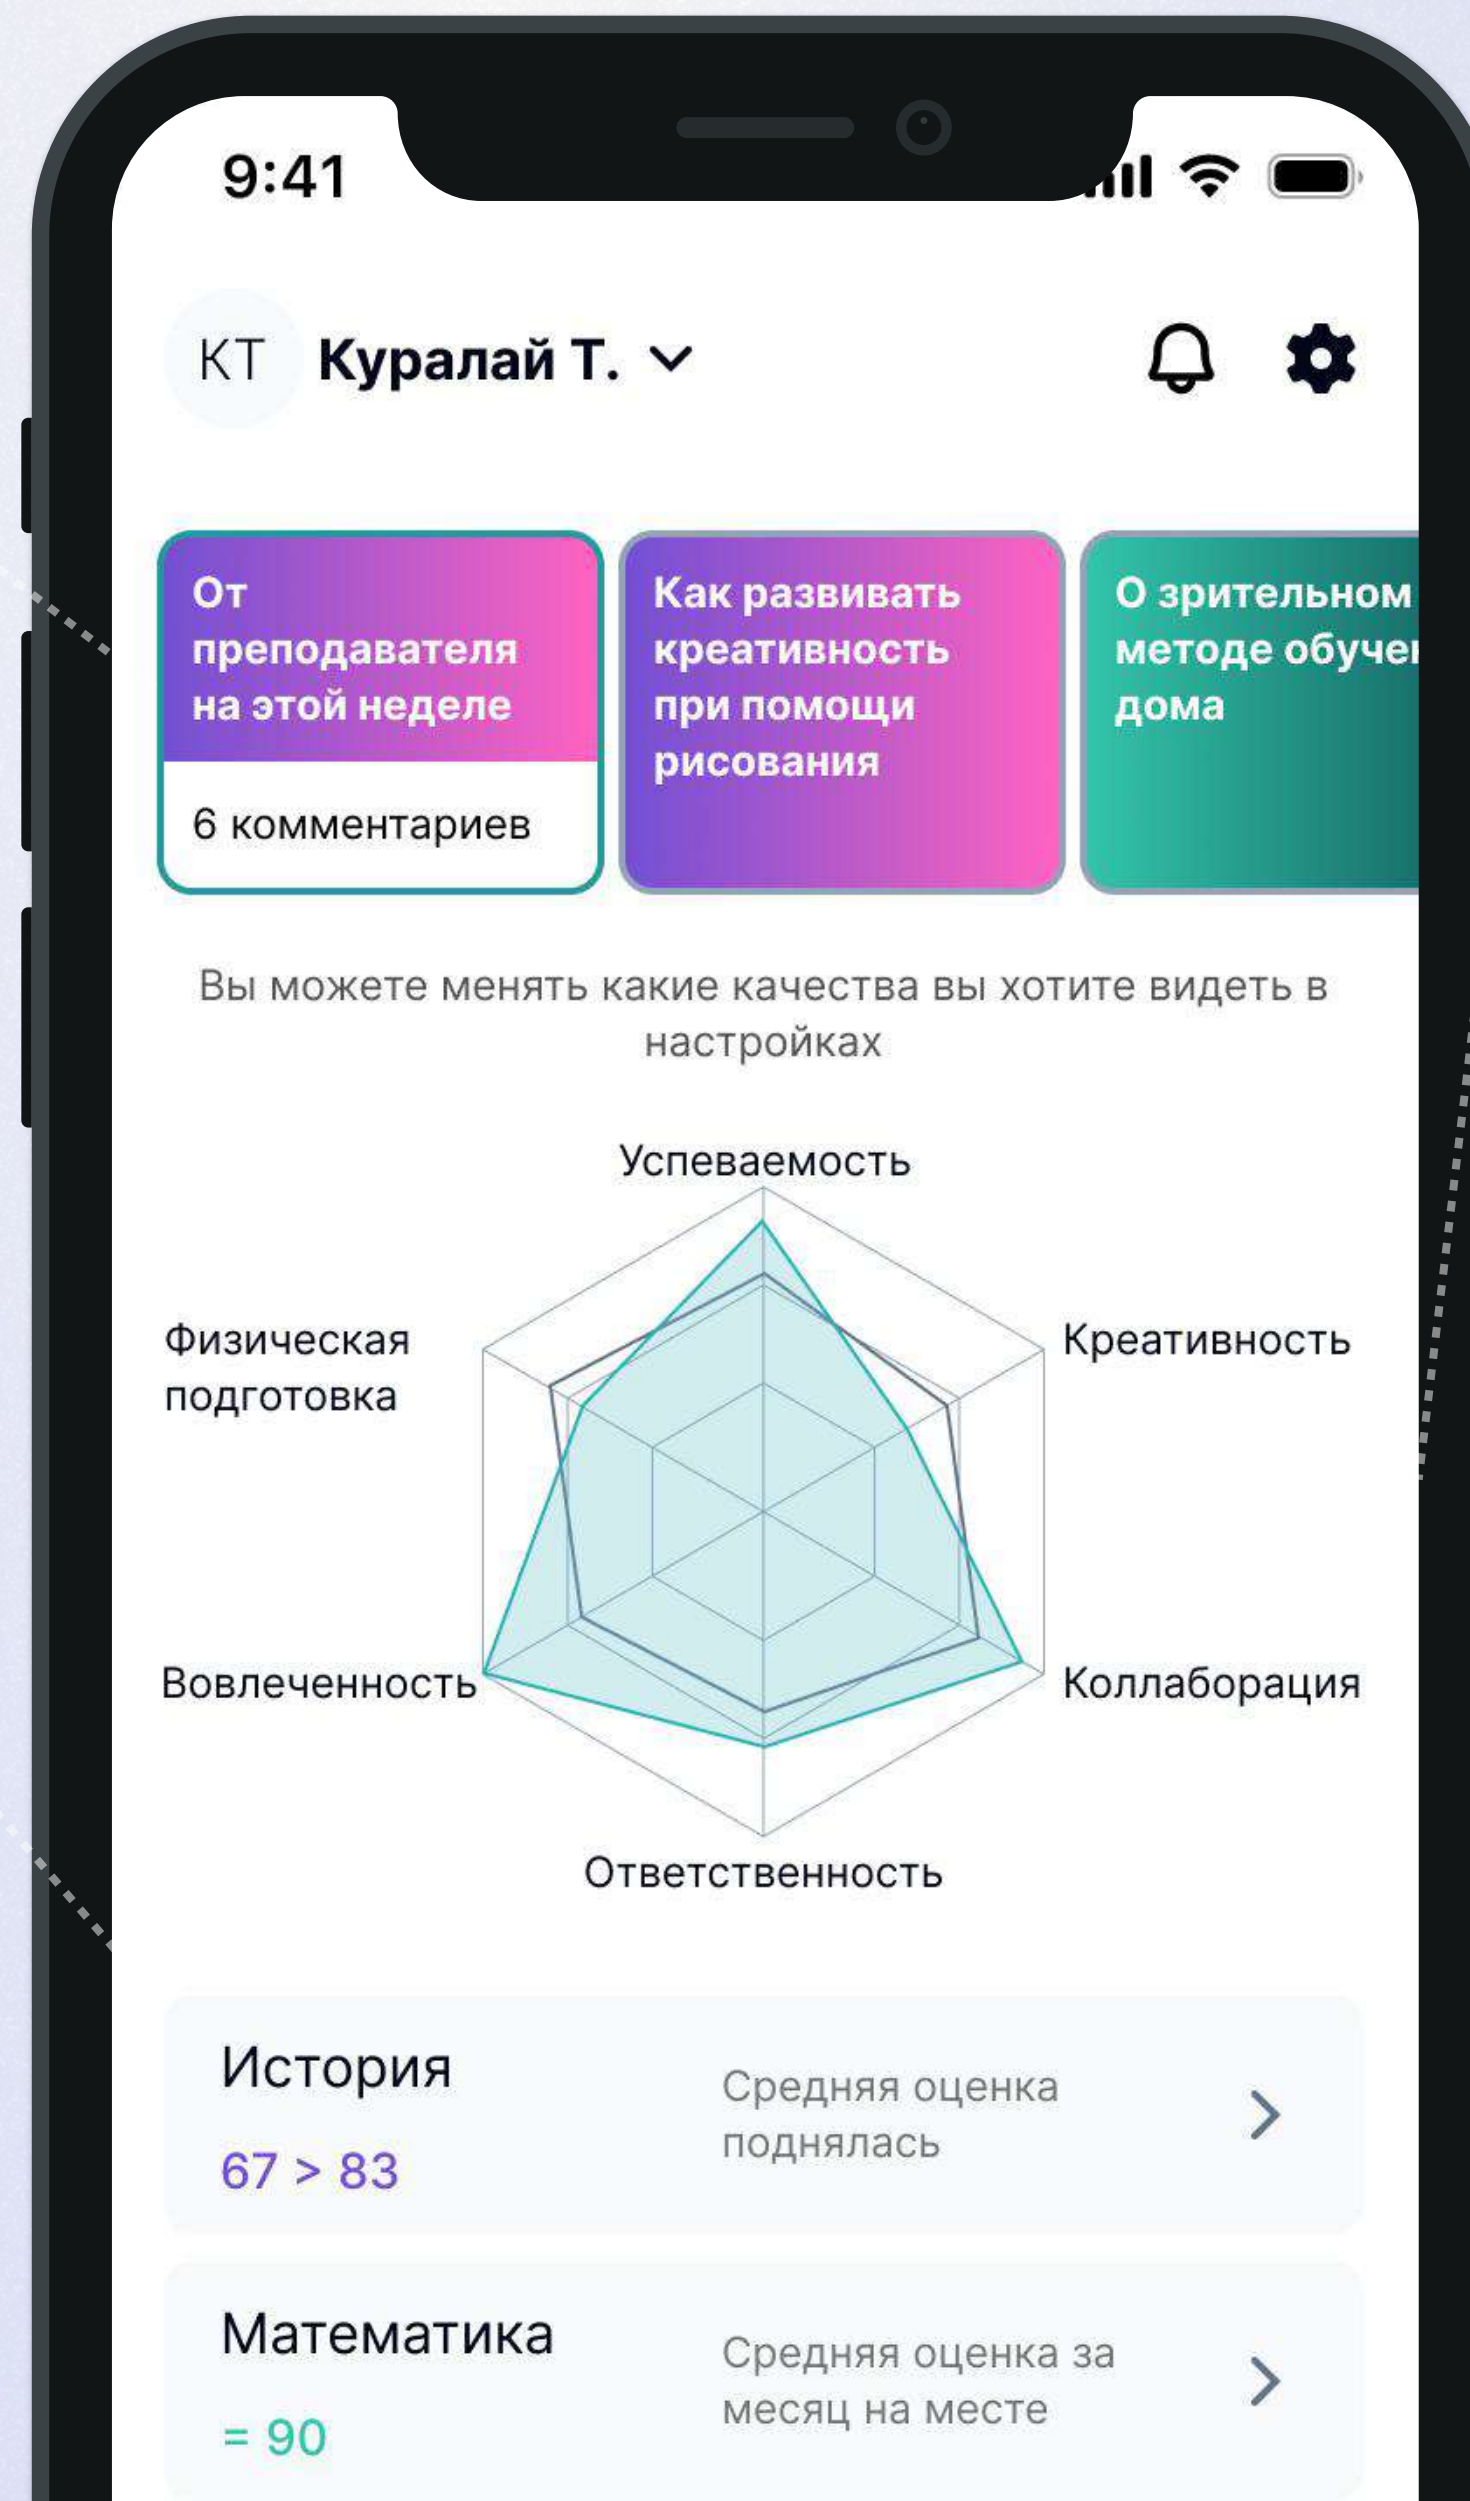 9:41
КТ Куралай Т.
От
преподавателя
на этой неделе
6 комментариев
Как развивать
креативность
при помощи
рисования
О зрительном
методе
дома
Вы можете менять какие качества вы хотите видеть в
настройках
Успеваемость
Физическая
подготовка
Креативность
Вовлеченность
Коллаборация
Ответственность
История
67 > 83
Средняя оценка
поднялась
Математика
= 90
Средняя оценка за
месяц на месте